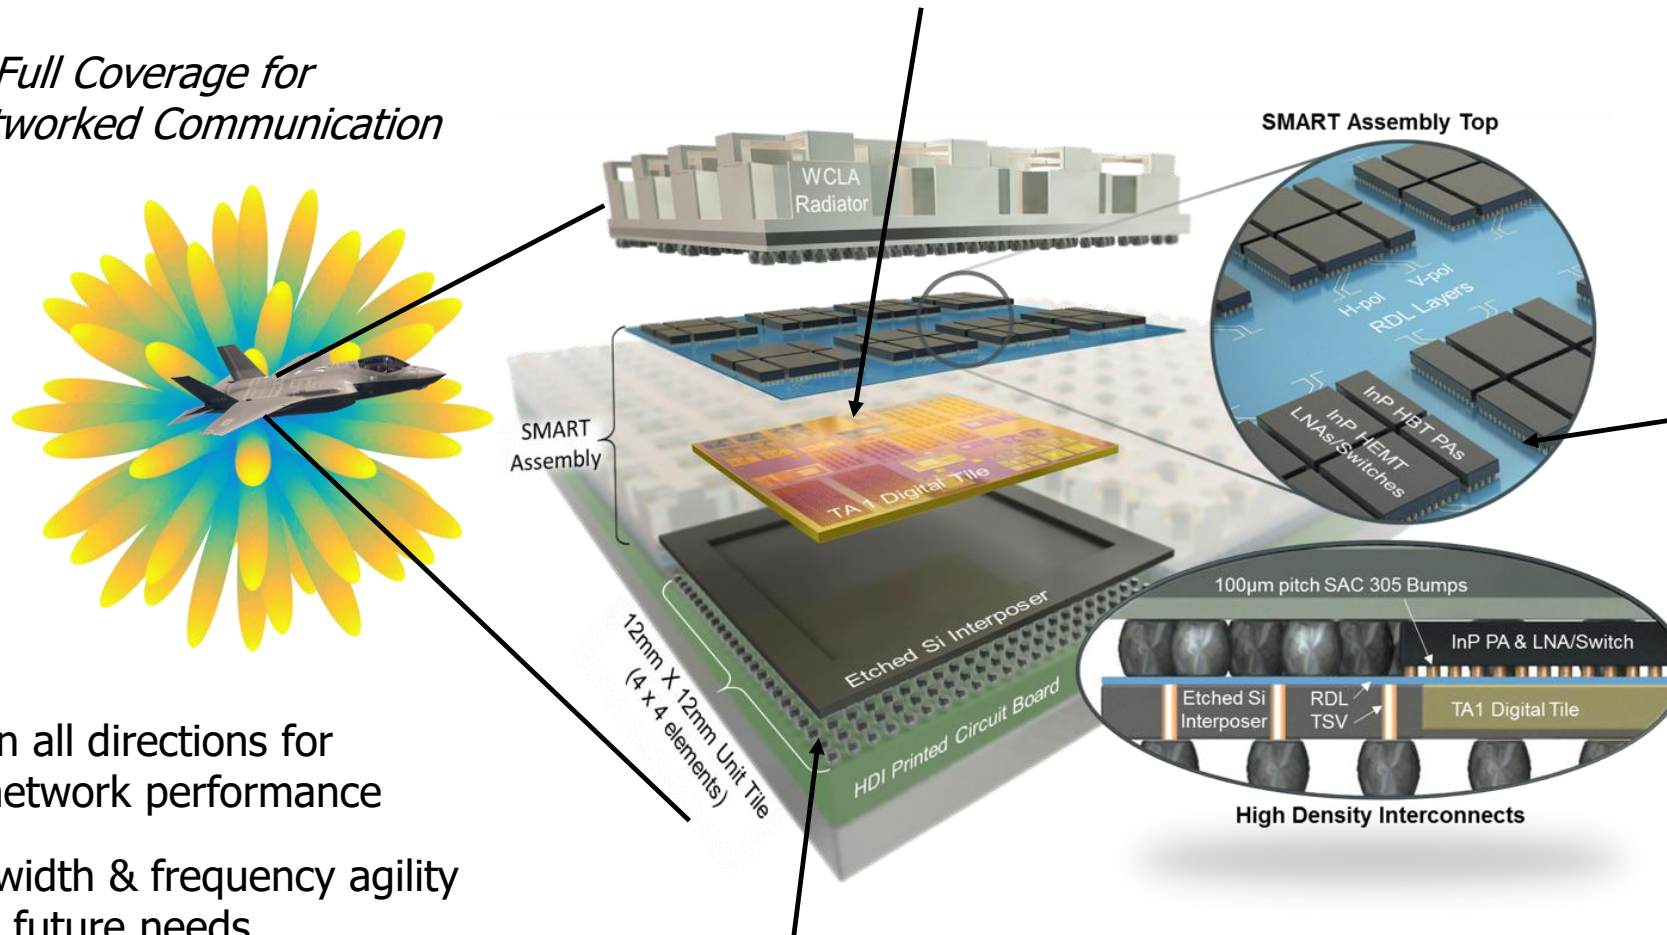 Full Coverage for
tworked Communication
n all directions for
network performance
width & frequency agility
future needs
WCLA
Radiator
SMART
Assembly
TA1 Digital Tile
Etched Si Interposer
12mm X 12mm Unit Tile
(4 x 4 elements)
HDI Printed Circuit Board
SMART Assembly Top
H-pol
V-pol
RDL Layers
InP HBT PAs
InP HEMT
LNAs/Switches
100µm pitch SAC 305 Bumps
InP PA & LNA/Switch
Etched Si
Interposer
RDL
TSV
TA1 Digital Tile
High Density Interconnects